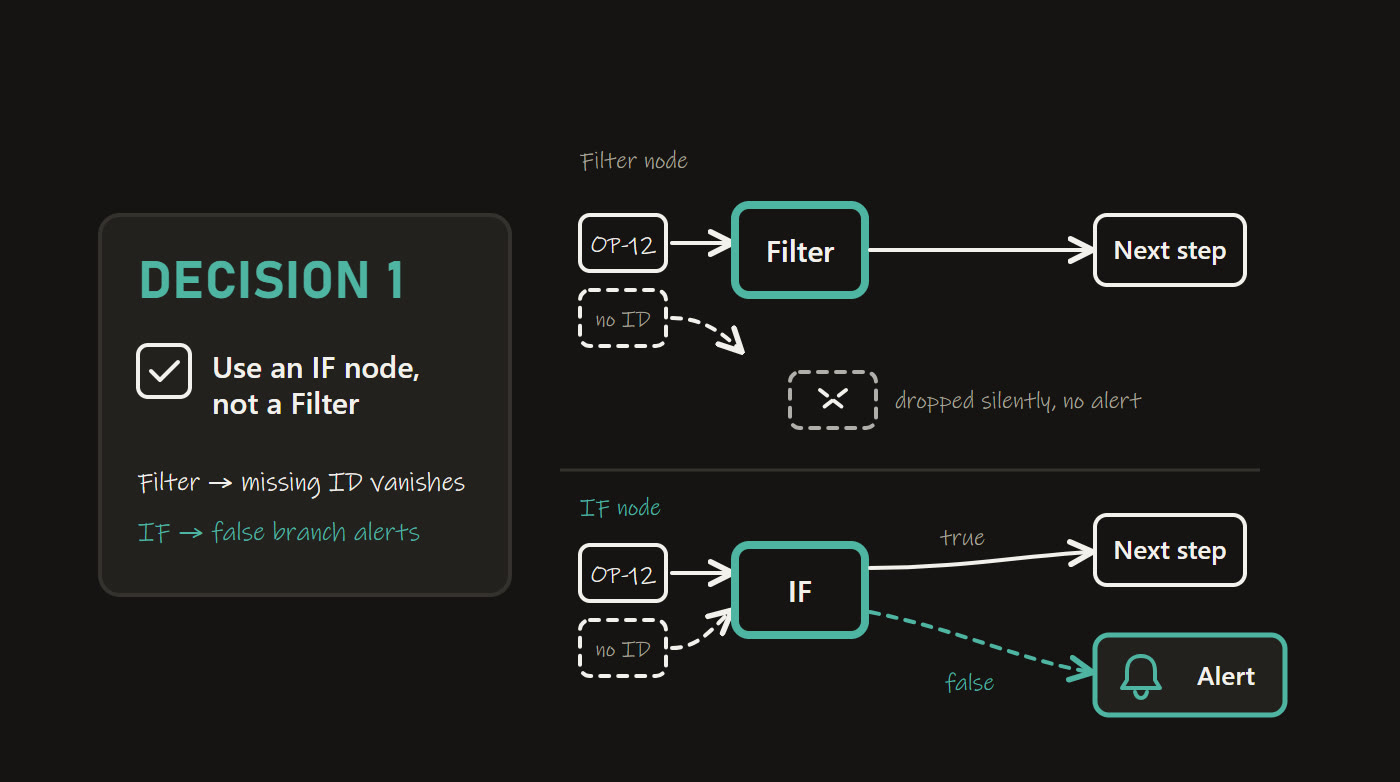 DECISION 1
Use an IF node,
not a Filter
Filter → missing ID vanishes
IF → false branch alerts
Filter node
OP-12
Filter
Next step
no ID
dropped silently, no alert
IF node
OP-12
IF
true
Next step
no ID
false
Alert